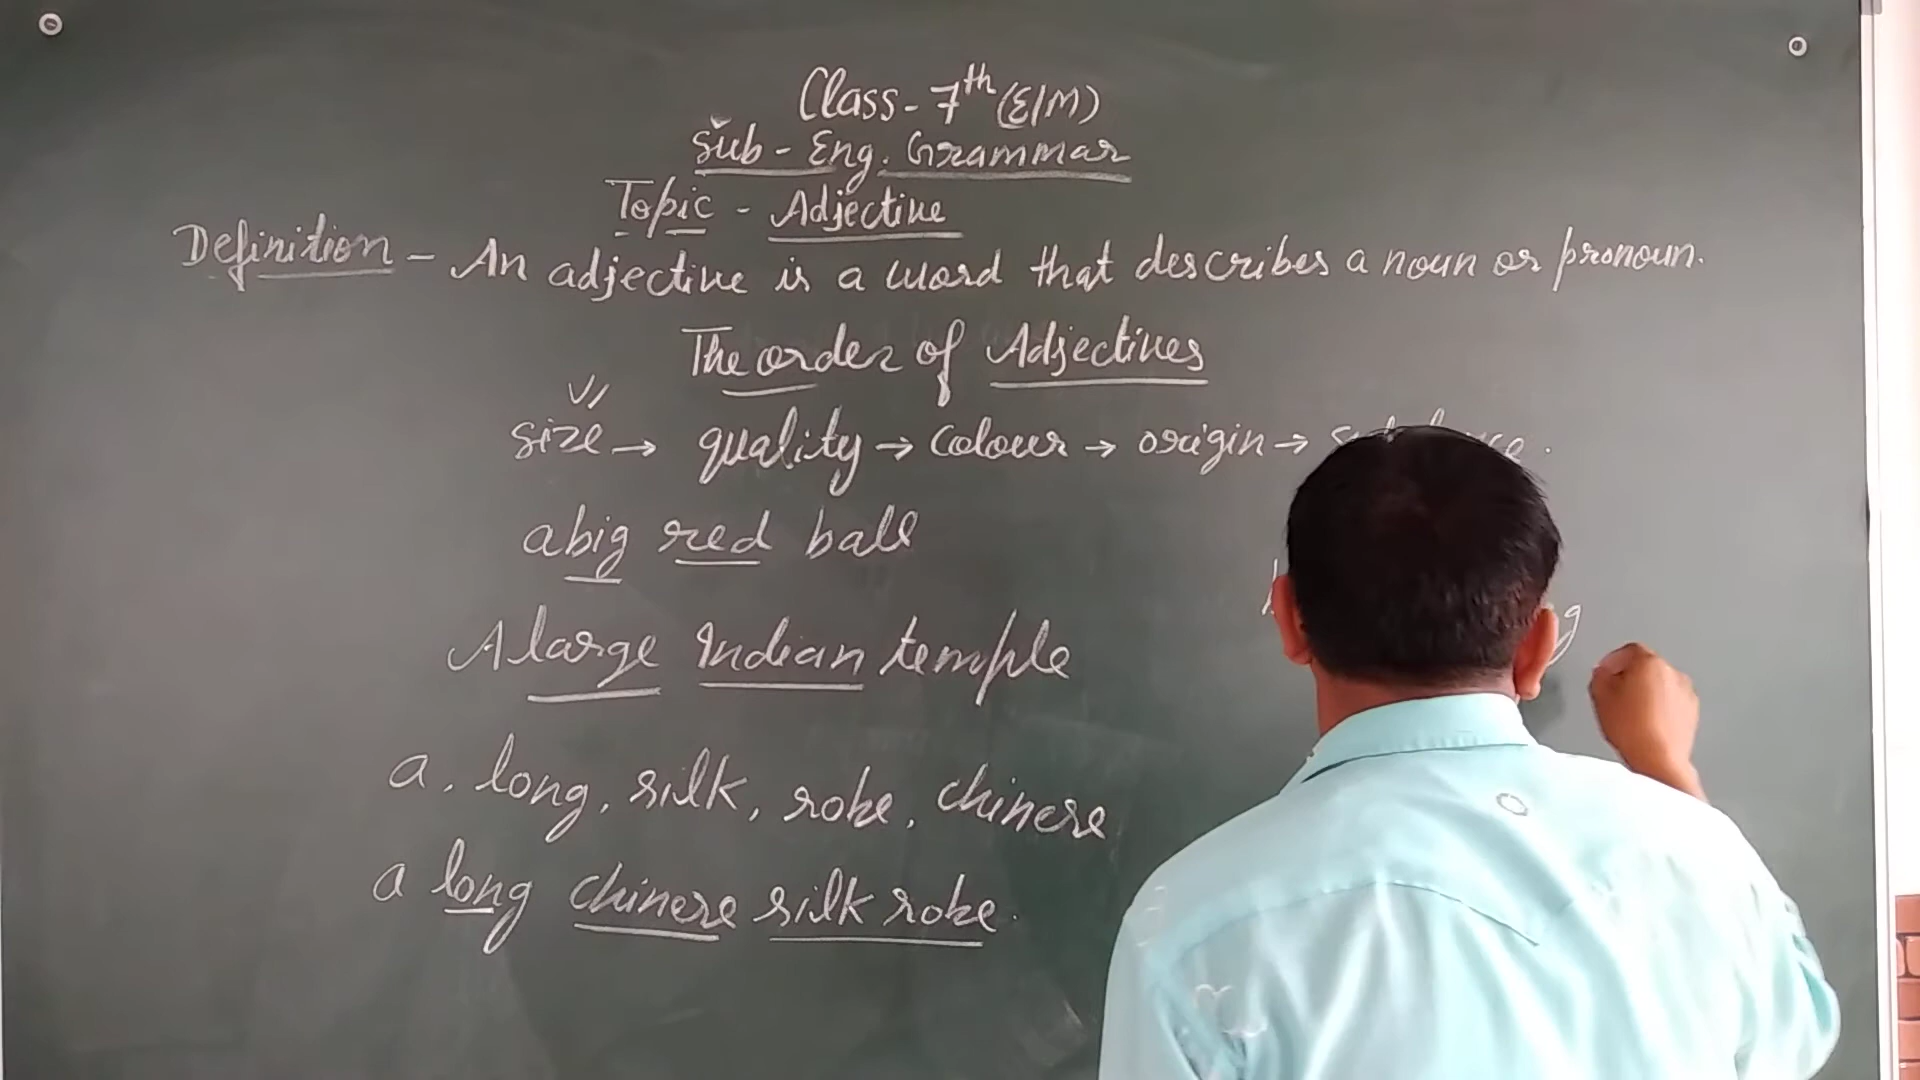 Class - 7th (E/M)
Sub - Eng. Grammar
Topic - Adjective
Definition - An adjective is a word that describes a noun or pronoun.
The order of Adjectives
size → quality → colour → origin →
a big red ball
A large Indian temple
a, long, silk, robe, chinese
a long chinese silk robe.